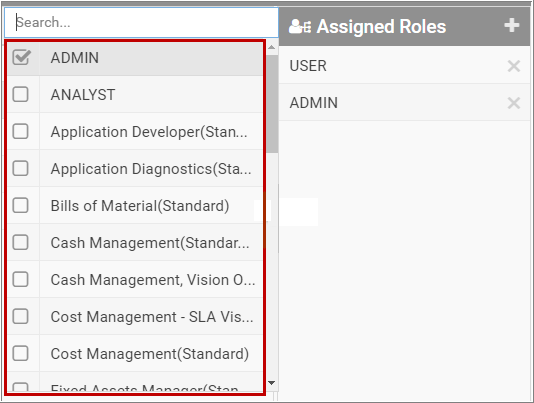 Search...
ADMIN
ANALYST
Application Developer(Stan...
Application Diagnostics(Sta...
Bills of Material(Standard)
Cash Management(Standar...
Cash Management, Vision O...
Cost Management - SLA Vis...
Cost Management(Standard)
Fixed Assets Manager(Stan
Assigned Roles
USER
ADMIN